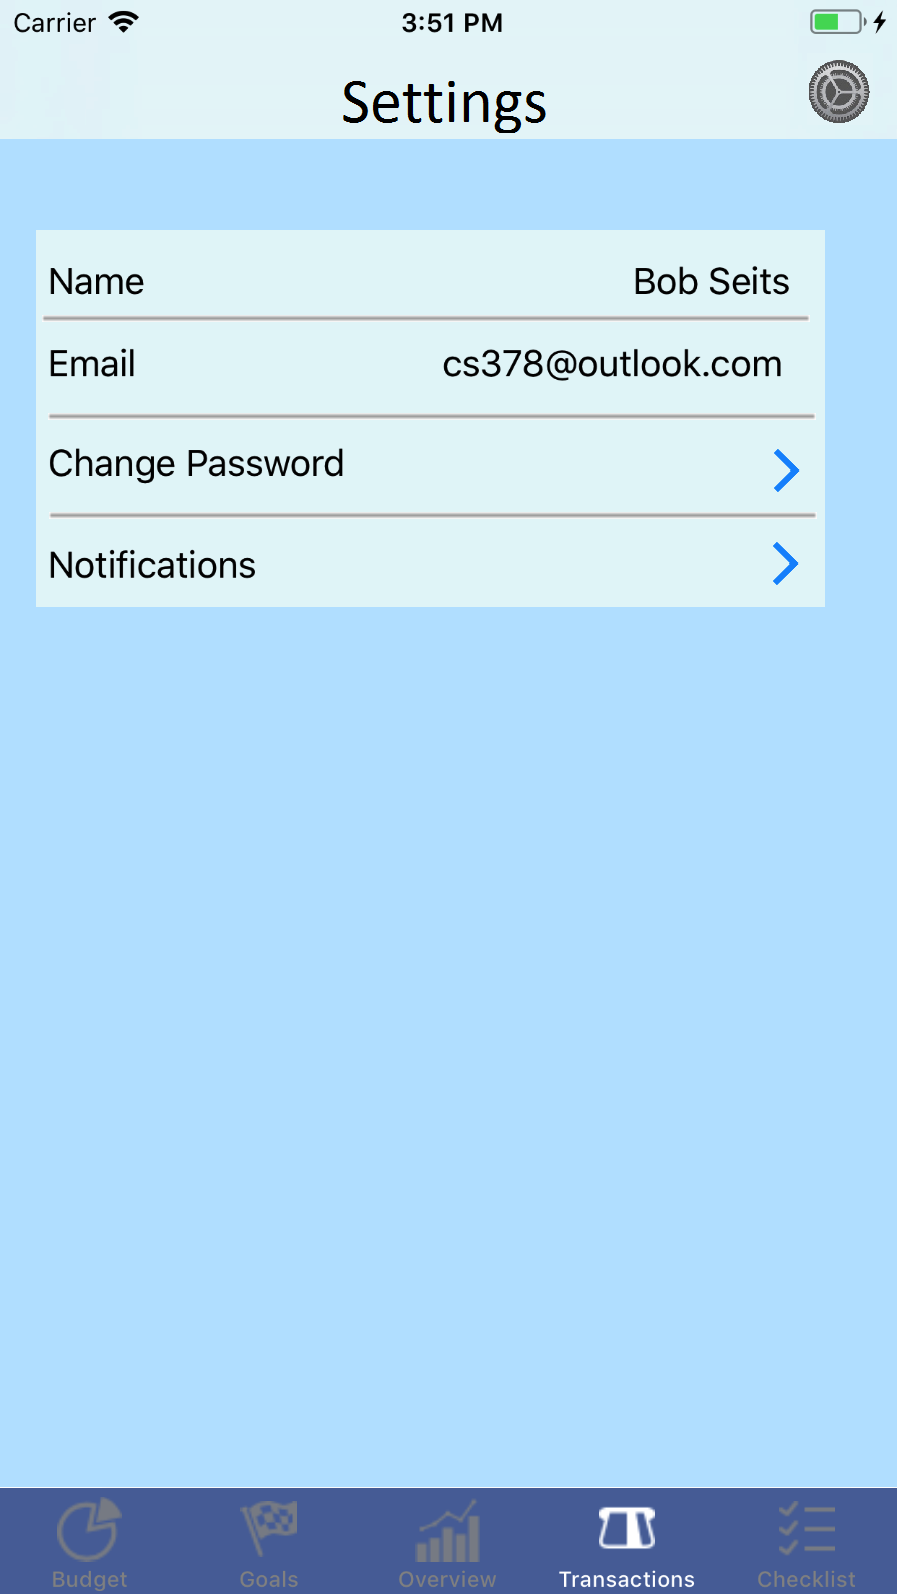 Carrier 3:51 PM
Settings
Name Bob Seits
Email cs378@outlook.com
Change Password
Notifications
Budget Goals Overview Transactions Checklist